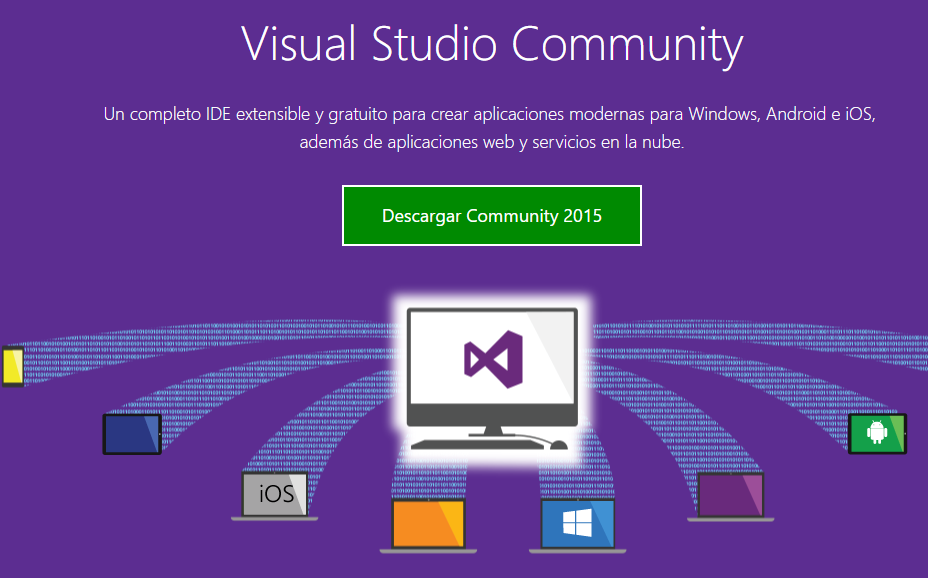 Visual Studio Community
Un completo IDE extensible y gratuito para crear aplicaciones modernas para Windows, Android e iOS,
además de aplicaciones web y servicios en la nube.
Descargar Community 2015
iOS